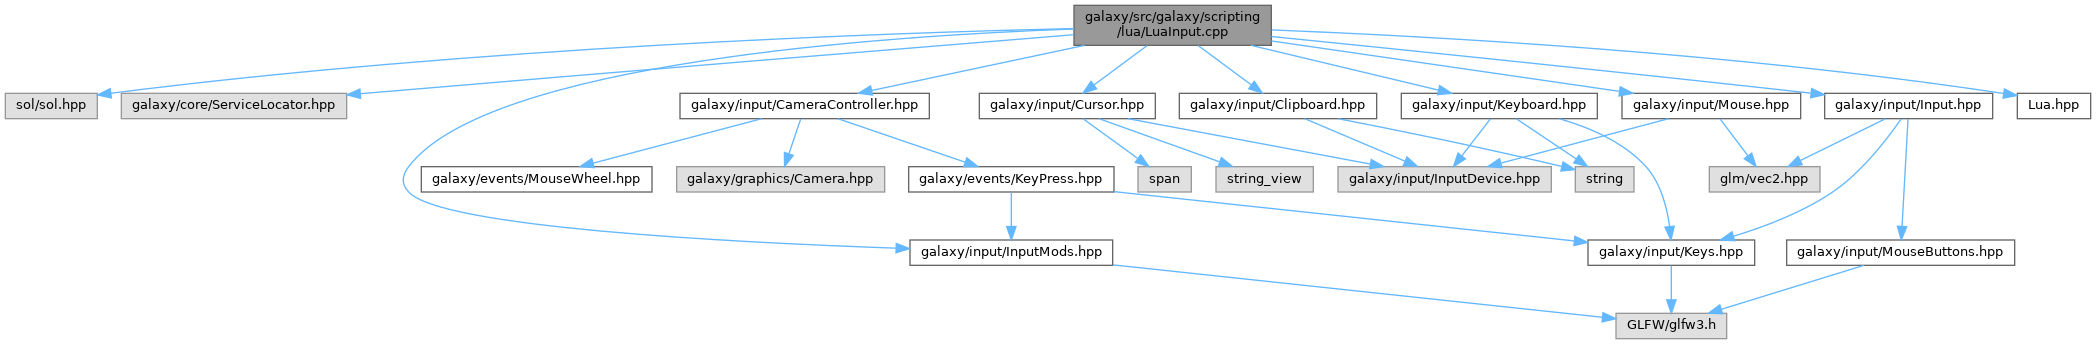 galaxy/src/galaxy/scripting
/lua/LuaInput.cpp
sol/sol.hpp
galaxy/core/ServiceLocator.hpp
galaxy/input/CameraController.hpp
galaxy/input/Cursor.hpp
galaxy/input/Clipboard.hpp
galaxy/input/Keyboard.hpp
galaxy/input/Mouse.hpp
galaxy/input/Input.hpp
Lua.hpp
galaxy/events/MouseWheel.hpp
galaxy/graphics/Camera.hpp
galaxy/events/KeyPress.hpp
span
string_view
galaxy/input/InputDevice.hpp
string
glm/vec2.hpp
galaxy/input/InputMods.hpp
galaxy/input/Keys.hpp
galaxy/input/MouseButtons.hpp
GLFW/glfw3.h